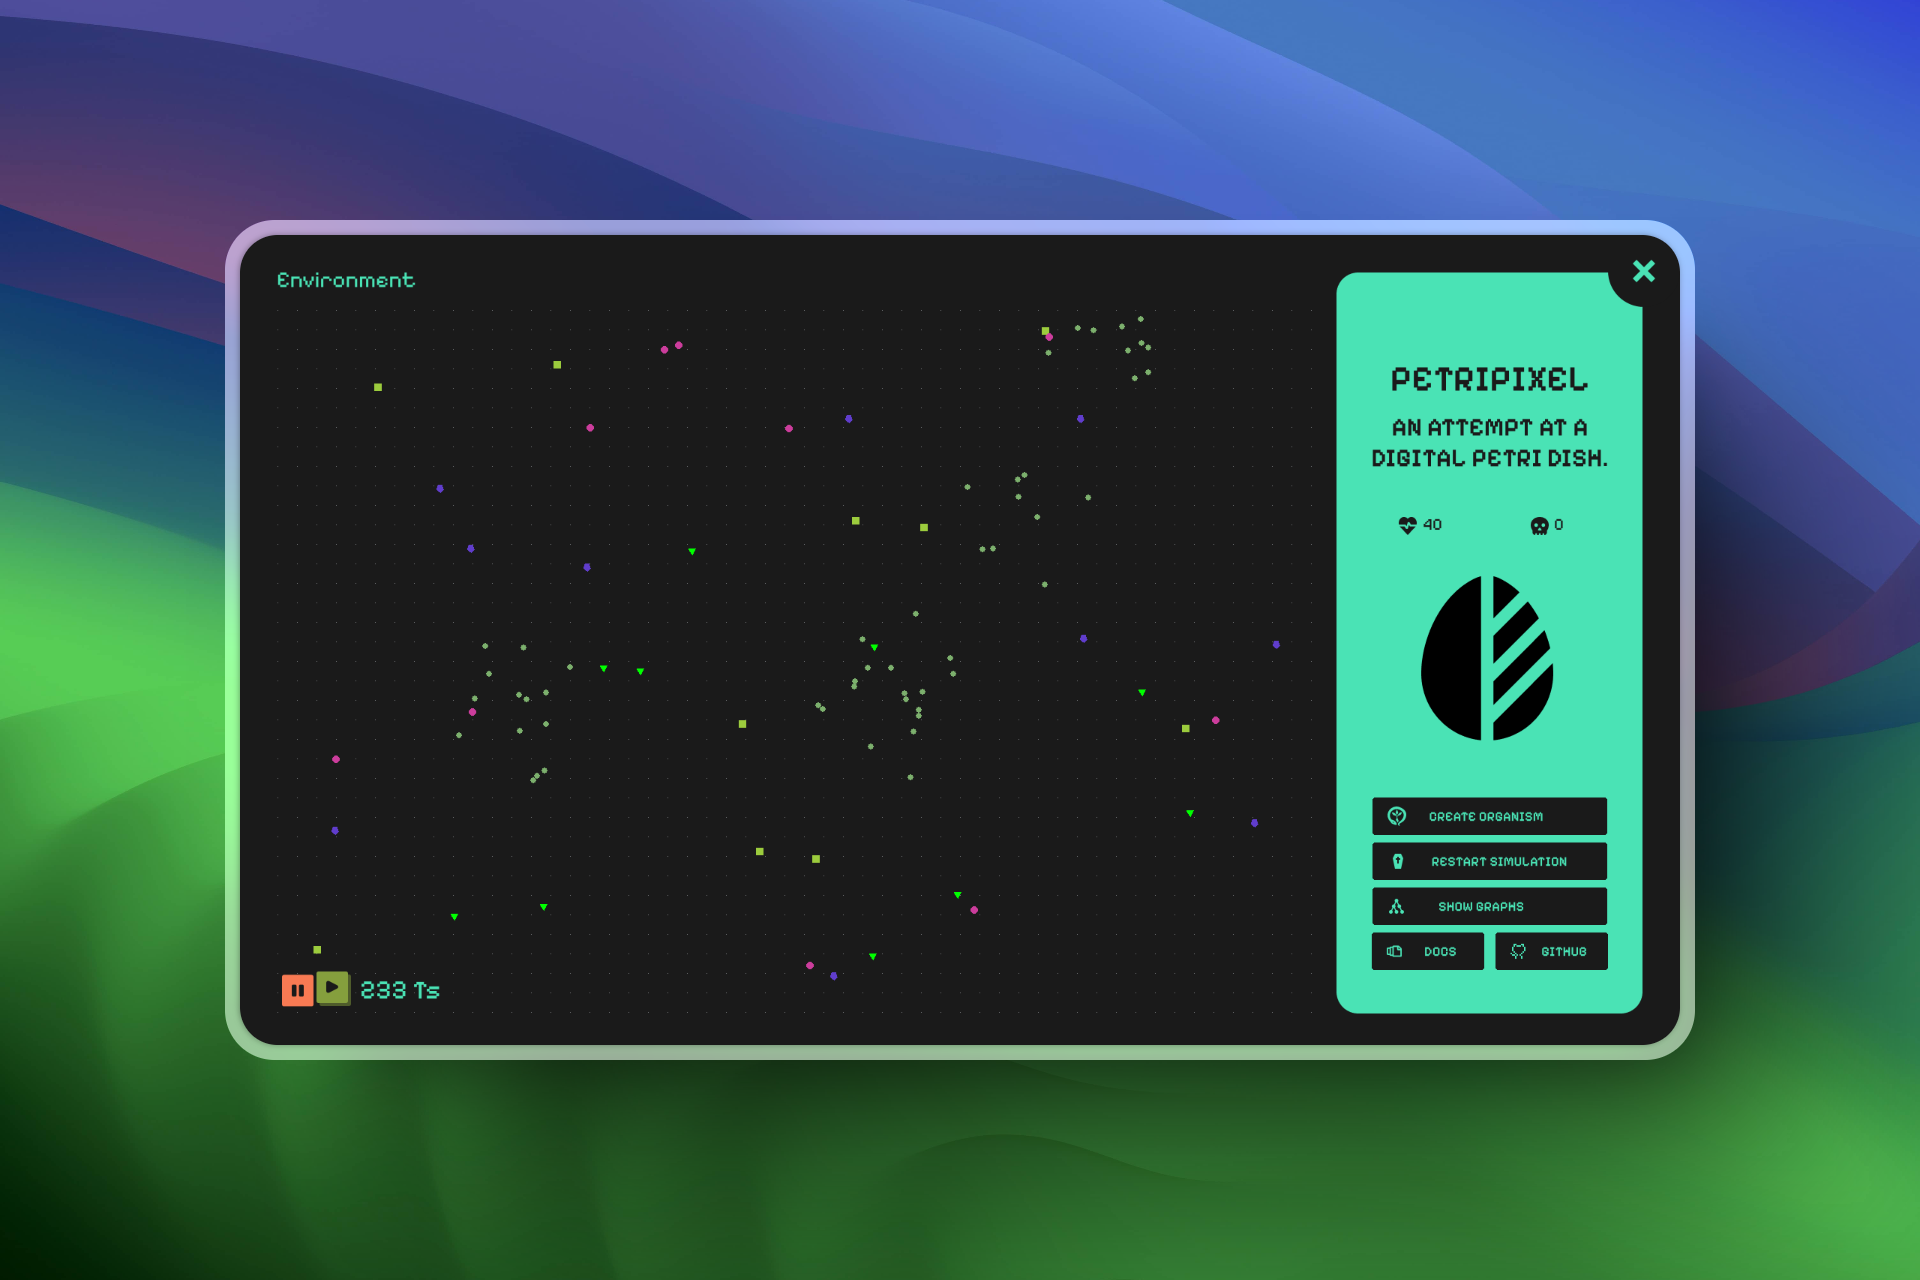 Environment
PETRIPIXEL
AN ATTEMPT AT A
DIGITAL PETRI DISH.
40
0
CREATE ORGANISM
RESTART SIMULATION
SHOW GRAPHS
DOCS
GITHUB
233 Ts